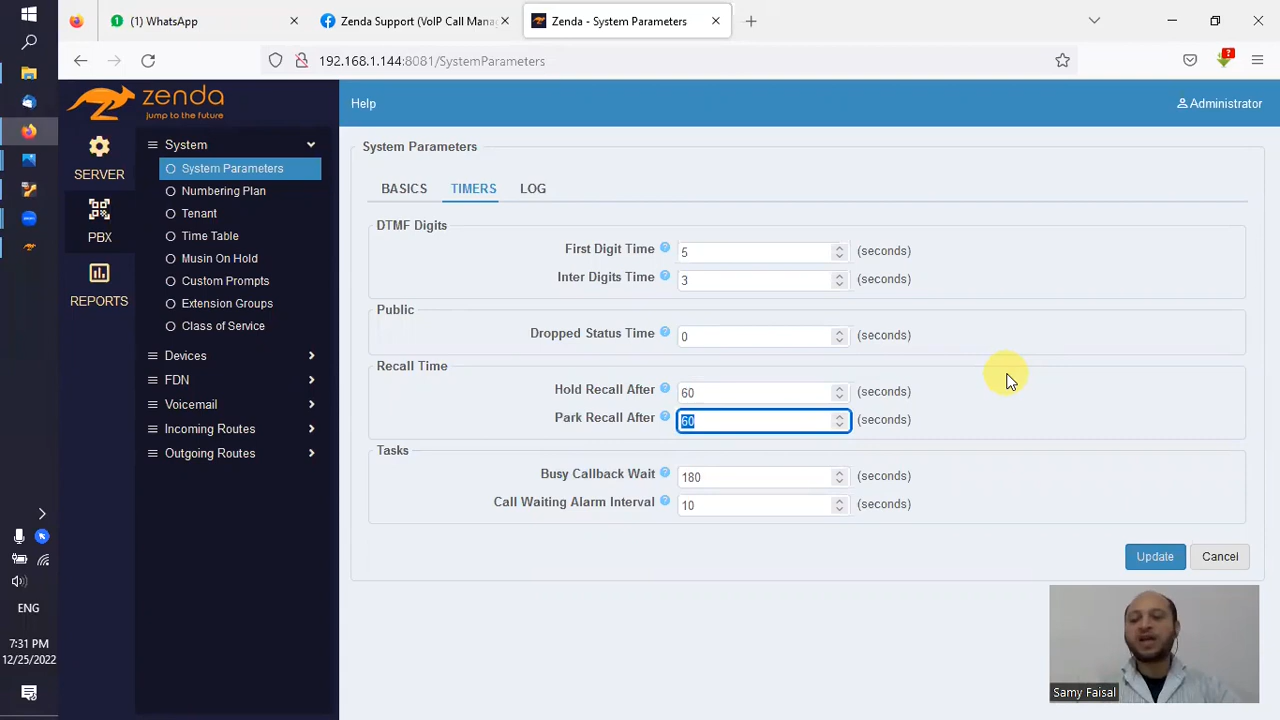 (1) WhatsApp
Zenda Support (VoIP Call Mana
Zenda - System Parameters
192.168.1.144:8081/SystemParameters
zenda
jump to the future
Help
Administrator
SERVER
PBX
REPORTS
System
System Parameters
Numbering Plan
Tenant
Time Table
Musin On Hold
Custom Prompts
Extension Groups
Class of Service
Devices
FDN
Voicemail
Incoming Routes
Outgoing Routes
System Parameters
BASICS TIMERS LOG
DTMF Digits
First Digit Time ? 5 (seconds)
Inter Digits Time ? 3 (seconds)
Public
Dropped Status Time ? 0 (seconds)
Recall Time
Hold Recall After ? 60 (seconds)
Park Recall After ? 60 (seconds)
Tasks
Busy Callback Wait ? 180 (seconds)
Call Waiting Alarm Interval ? 10 (seconds)
Update Cancel
Samy Faisal
ENG
7:31 PM
12/25/2022